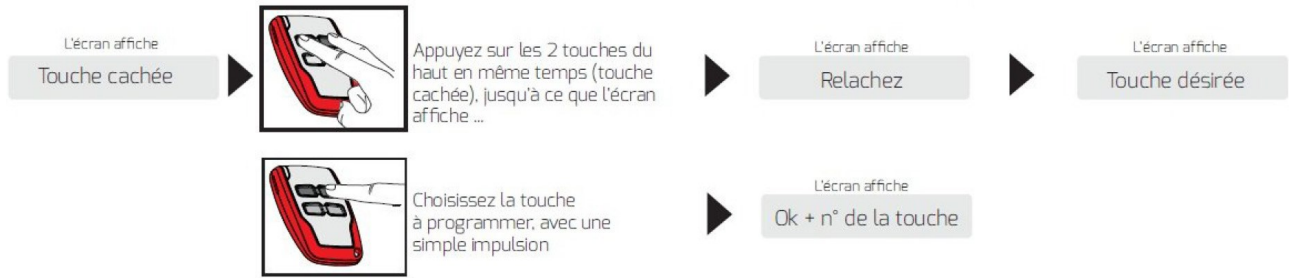 L'écran affiche
Touche cachée
Appuyez sur les 2 touches du
haut en même temps (touche
cachée), jusqu'à ce que l'écran
affiche ...
L'écran affiche
Relachez
L'écran affiche
Touche désirée
Choisissez la touche
à programmer, avec une
simple impulsion
L'écran affiche
Ok + n° de la touche